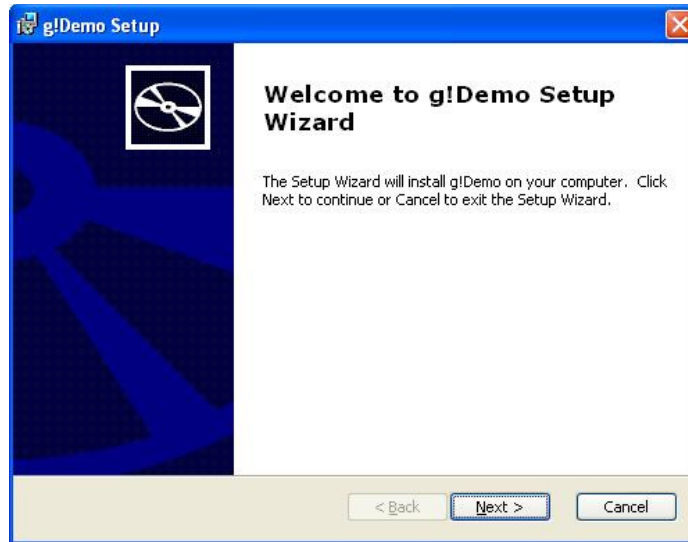 g!Demo Setup
Welcome to g!Demo Setup
Wizard
The Setup Wizard will install g!Demo on your computer. Click
Next to continue or Cancel to exit the Setup Wizard.
< Back Next > Cancel